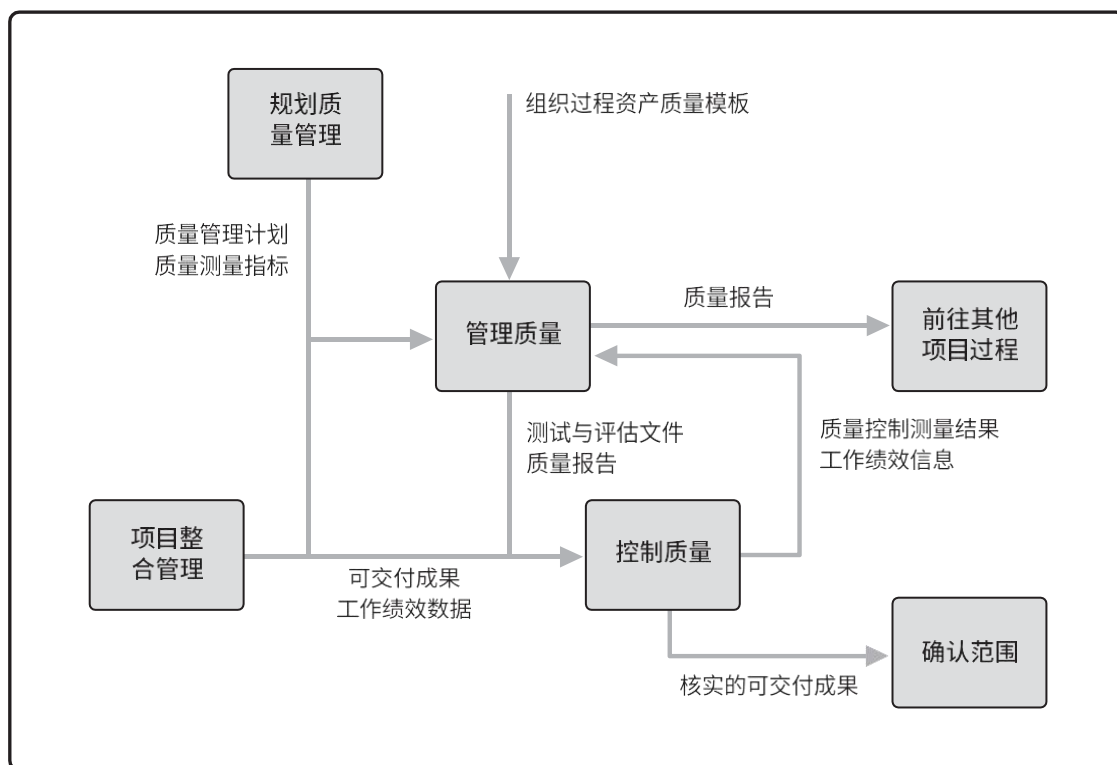 规划质
量管理
组织过程资产质量模板
质量管理计划
质量测量指标
管理质量
质量报告
前往其他
项目过程
测试与评估文件
质量报告
质量控制测量结果
工作绩效信息
项目整
合管理
控制质量
可交付成果
工作绩效数据
确认范围
核实的可交付成果